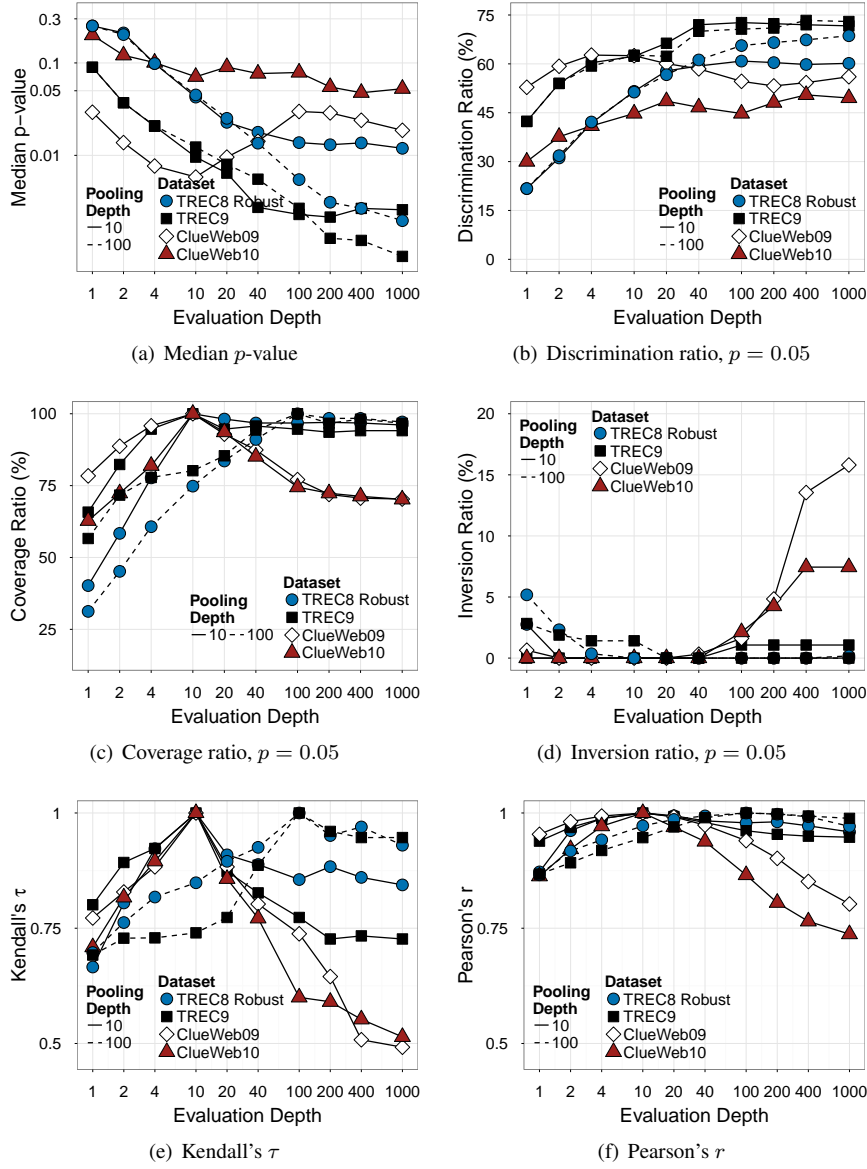 0.3
0.1
0.05
0.01
Median p−value
Pooling
Depth
10
100
Dataset
TREC8 Robust
TREC9
ClueWeb09
ClueWeb10
1 2 4 10 20 40 100 200 400 1000
Evaluation Depth
(a) Median p-value
75
60
45
30
15
0
Discrimination Ratio (%)
Pooling
Depth
10
100
Dataset
TREC8 Robust
TREC9
ClueWeb09
ClueWeb10
1 2 4 10 20 40 100 200 400 1000
Evaluation Depth
(b) Discrimination ratio, p = 0.05
100
75
50
25
Coverage Ratio (%)
Pooling
Depth
10 100
Dataset
TREC8 Robust
TREC9
ClueWeb09
ClueWeb10
1 2 4 10 20 40 100 200 400 1000
Evaluation Depth
(c) Coverage ratio, p = 0.05
20
15
10
5
0
Inversion Ratio (%)
Pooling
Depth
10
100
Dataset
TREC8 Robust
TREC9
ClueWeb09
ClueWeb10
1 2 4 10 20 40 100 200 400 1000
Evaluation Depth
(d) Inversion ratio, p = 0.05
1
0.75
0.5
Kendall's τ
Pooling
Depth
10
100
Dataset
TREC8 Robust
TREC9
ClueWeb09
ClueWeb10
1 2 4 10 20 40 100 200 400 1000
Evaluation Depth
(e) Kendall's τ
1
0.75
0.5
Pearson's r
Pooling
Depth
10
100
Dataset
TREC8 Robust
TREC9
ClueWeb09
ClueWeb10
1 2 4 10 20 40 100 200 400 1000
Evaluation Depth
(f) Pearson's r